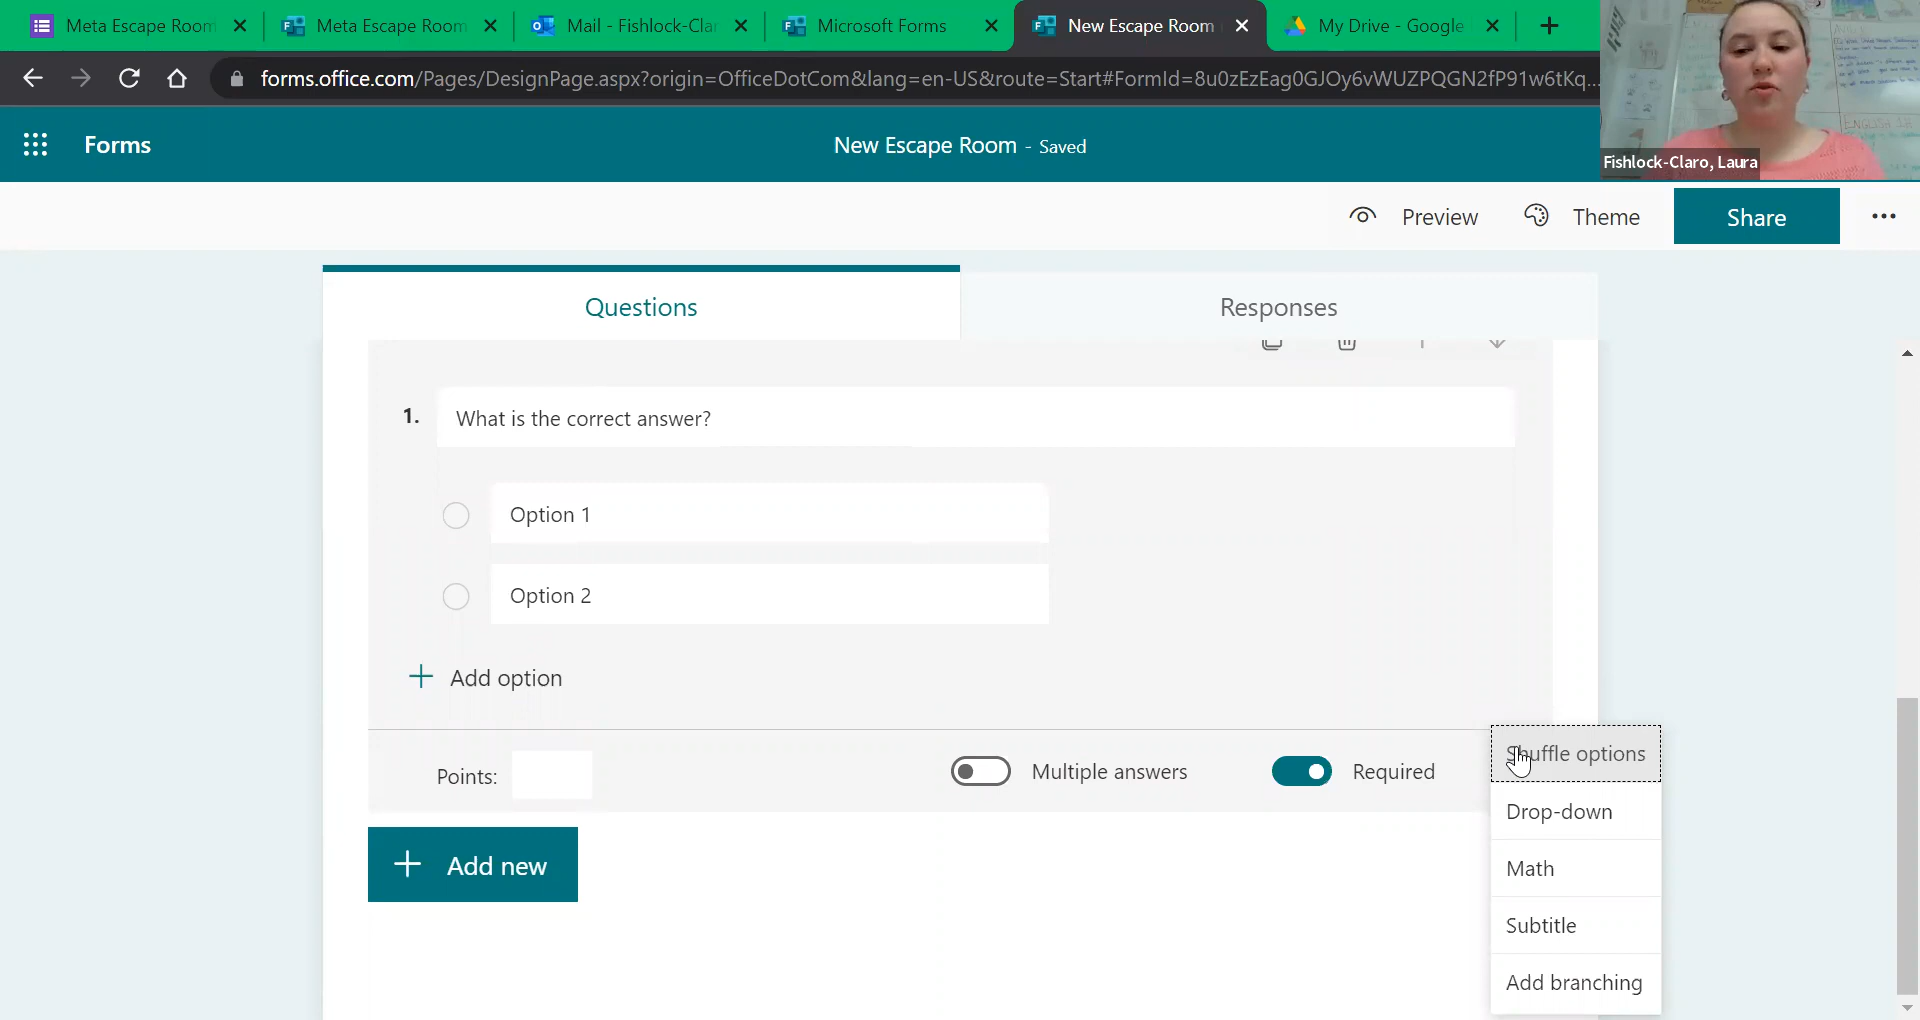 Meta Escape Room
Meta Escape Room
Mail - Fishlock-Cla
Microsoft Forms
New Escape Room
My Drive - Google
forms.office.com/Pages/DesignPage.aspx?origin=OfficeDotCom&lang=en-US&route=Start#FormId=8u0zEzEag0GJOy6vWUZPQGN2fP91w6tKq...
Fishlock-Claro, Laura
Forms
New Escape Room - Saved
Preview
Theme
Share
Questions
Responses
1. What is the correct answer?
Option 1
Option 2
Add option
Points:
Multiple answers
Required
Shuffle options
Drop-down
Math
Subtitle
Add branching
Add new